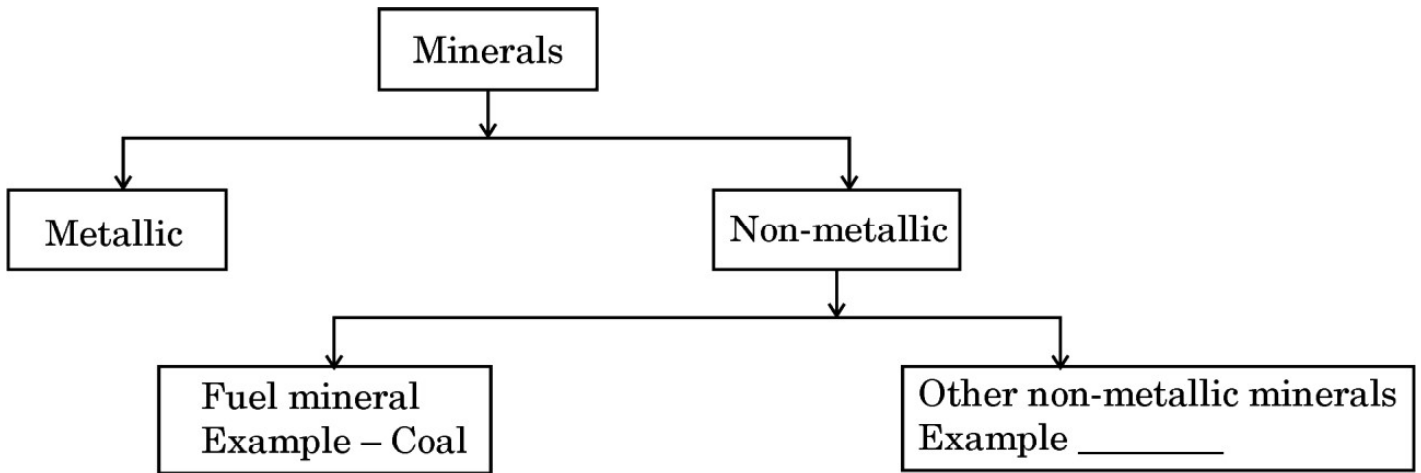 Minerals
Metallic
Non-metallic
Fuel mineral
Example – Coal
Other non-metallic minerals
Example ________